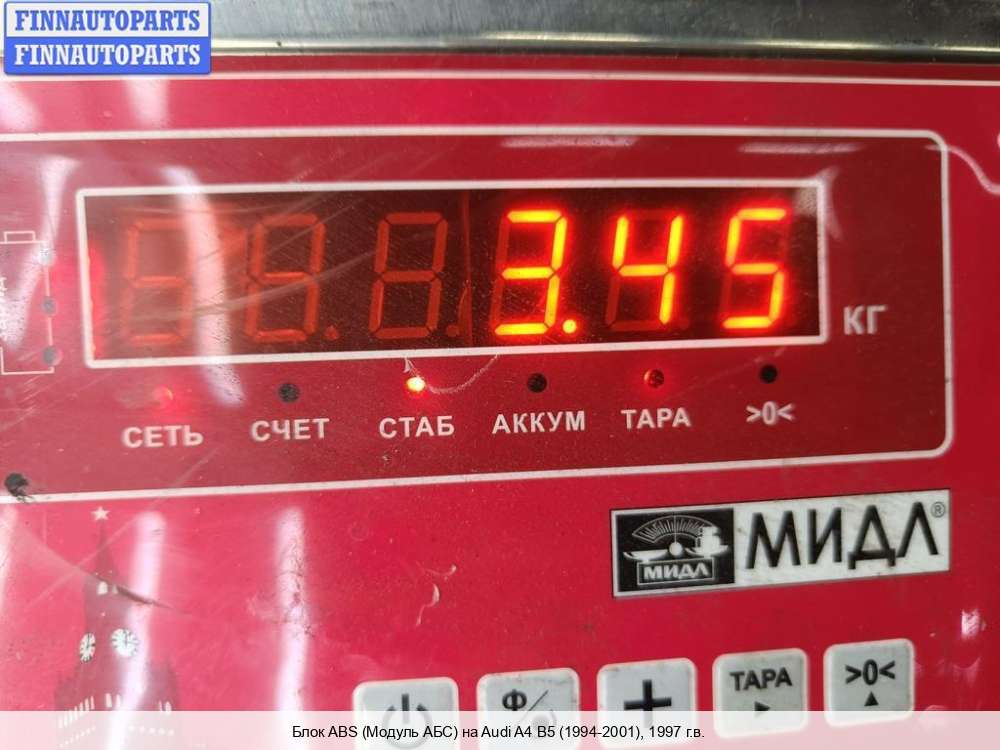 FINNAUTOPARTS
FINNAUTOPARTS
3.45
КГ
СЕТЬ СЧЕТ СТАБ АККУМ ТАРА >0<
МИДЛ МИДЛ®
Ф ТАРА >0<
Блок ABS (Модуль АБС) на Audi A4 B5 (1994-2001), 1997 г.в.